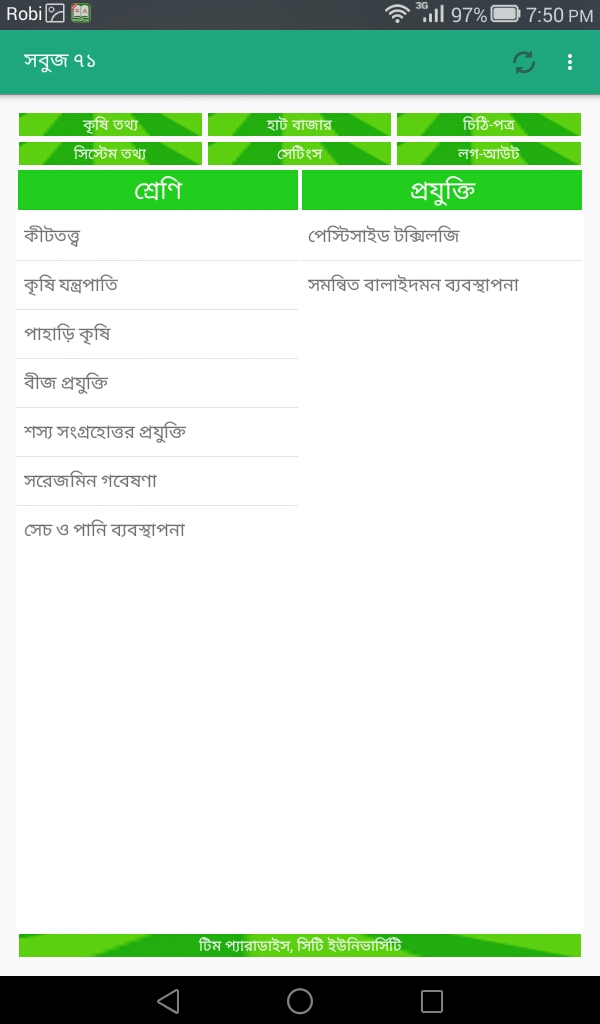 Robi 3G 97% 7:50 PM
সবুজ ৭১
কৃষি তথ্য হাট বাজার চিঠি-পত্র
সিস্টেম তথ্য সেটিংস লগ-আউট
শ্রেণি প্রযুক্তি
কীটতত্ত্ব পেস্টিসাইড টক্সিলজি
কৃষি যন্ত্রপাতি সমন্বিত বালাইদমন ব্যবস্থাপনা
পাহাড়ি কৃষি
বীজ প্রযুক্তি
শস্য সংগ্রহোত্তর প্রযুক্তি
সরেজমিন গবেষণা
সেচ ও পানি ব্যবস্থাপনা
টিম প্যারাডাইস, সিটি ইউনিভার্সিটি